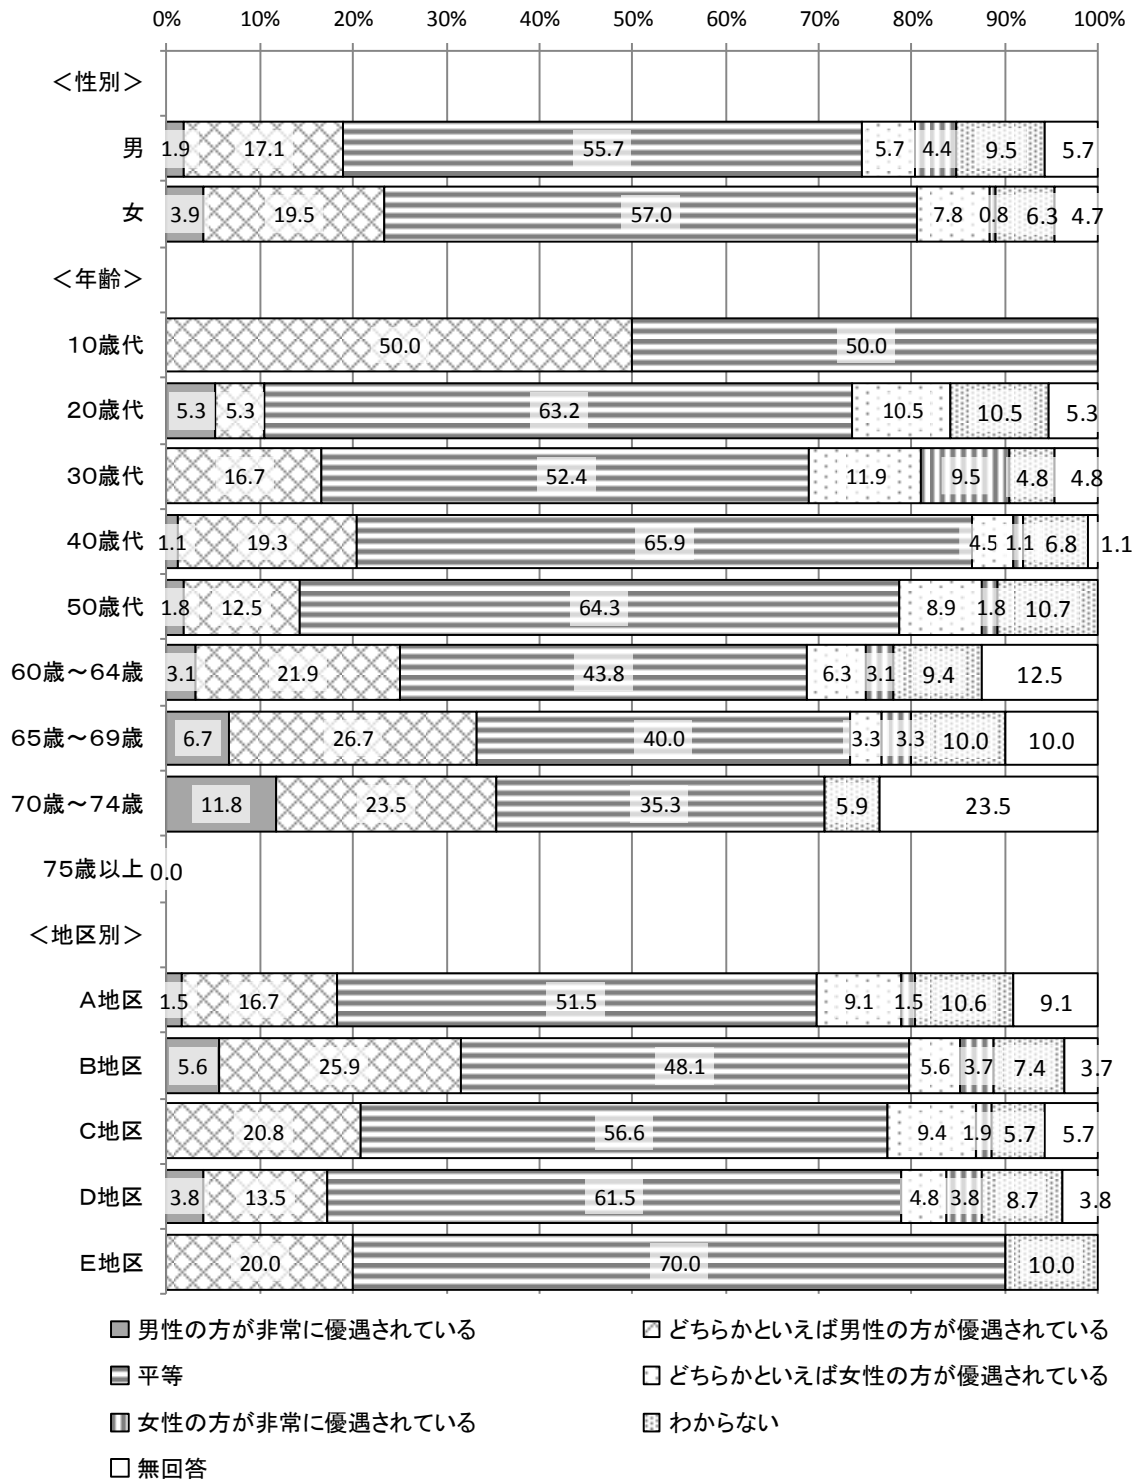 0% 10% 20% 30% 40% 50% 60% 70% 80% 90% 100%
＜性別＞
男 1.9 17.1 55.7 5.7 4.4 9.5 5.7
女 3.9 19.5 57.0 7.8 0.8 6.3 4.7
＜年齢＞
10歳代 50.0 50.0
20歳代 5.3 5.3 63.2 10.5 10.5 5.3
30歳代 16.7 52.4 11.9 9.5 4.8 4.8
40歳代 1.1 19.3 65.9 4.5 1.1 6.8 1.1
50歳代 1.8 12.5 64.3 8.9 1.8 10.7
60歳～64歳 3.1 21.9 43.8 6.3 3.1 9.4 12.5
65歳～69歳 6.7 26.7 40.0 3.3 3.3 10.0 10.0
70歳～74歳 11.8 23.5 35.3 5.9 23.5
75歳以上 0.0
＜地区別＞
A地区 1.5 16.7 51.5 9.1 1.5 10.6 9.1
B地区 5.6 25.9 48.1 5.6 3.7 7.4 3.7
C地区 20.8 56.6 9.4 1.9 5.7 5.7
D地区 3.8 13.5 61.5 4.8 3.8 8.7 3.8
E地区 20.0 70.0 10.0
男性の方が非常に優遇されている どちらかといえば男性の方が優遇されている
平等 どちらかといえば女性の方が優遇されている
女性の方が非常に優遇されている わからない
無回答